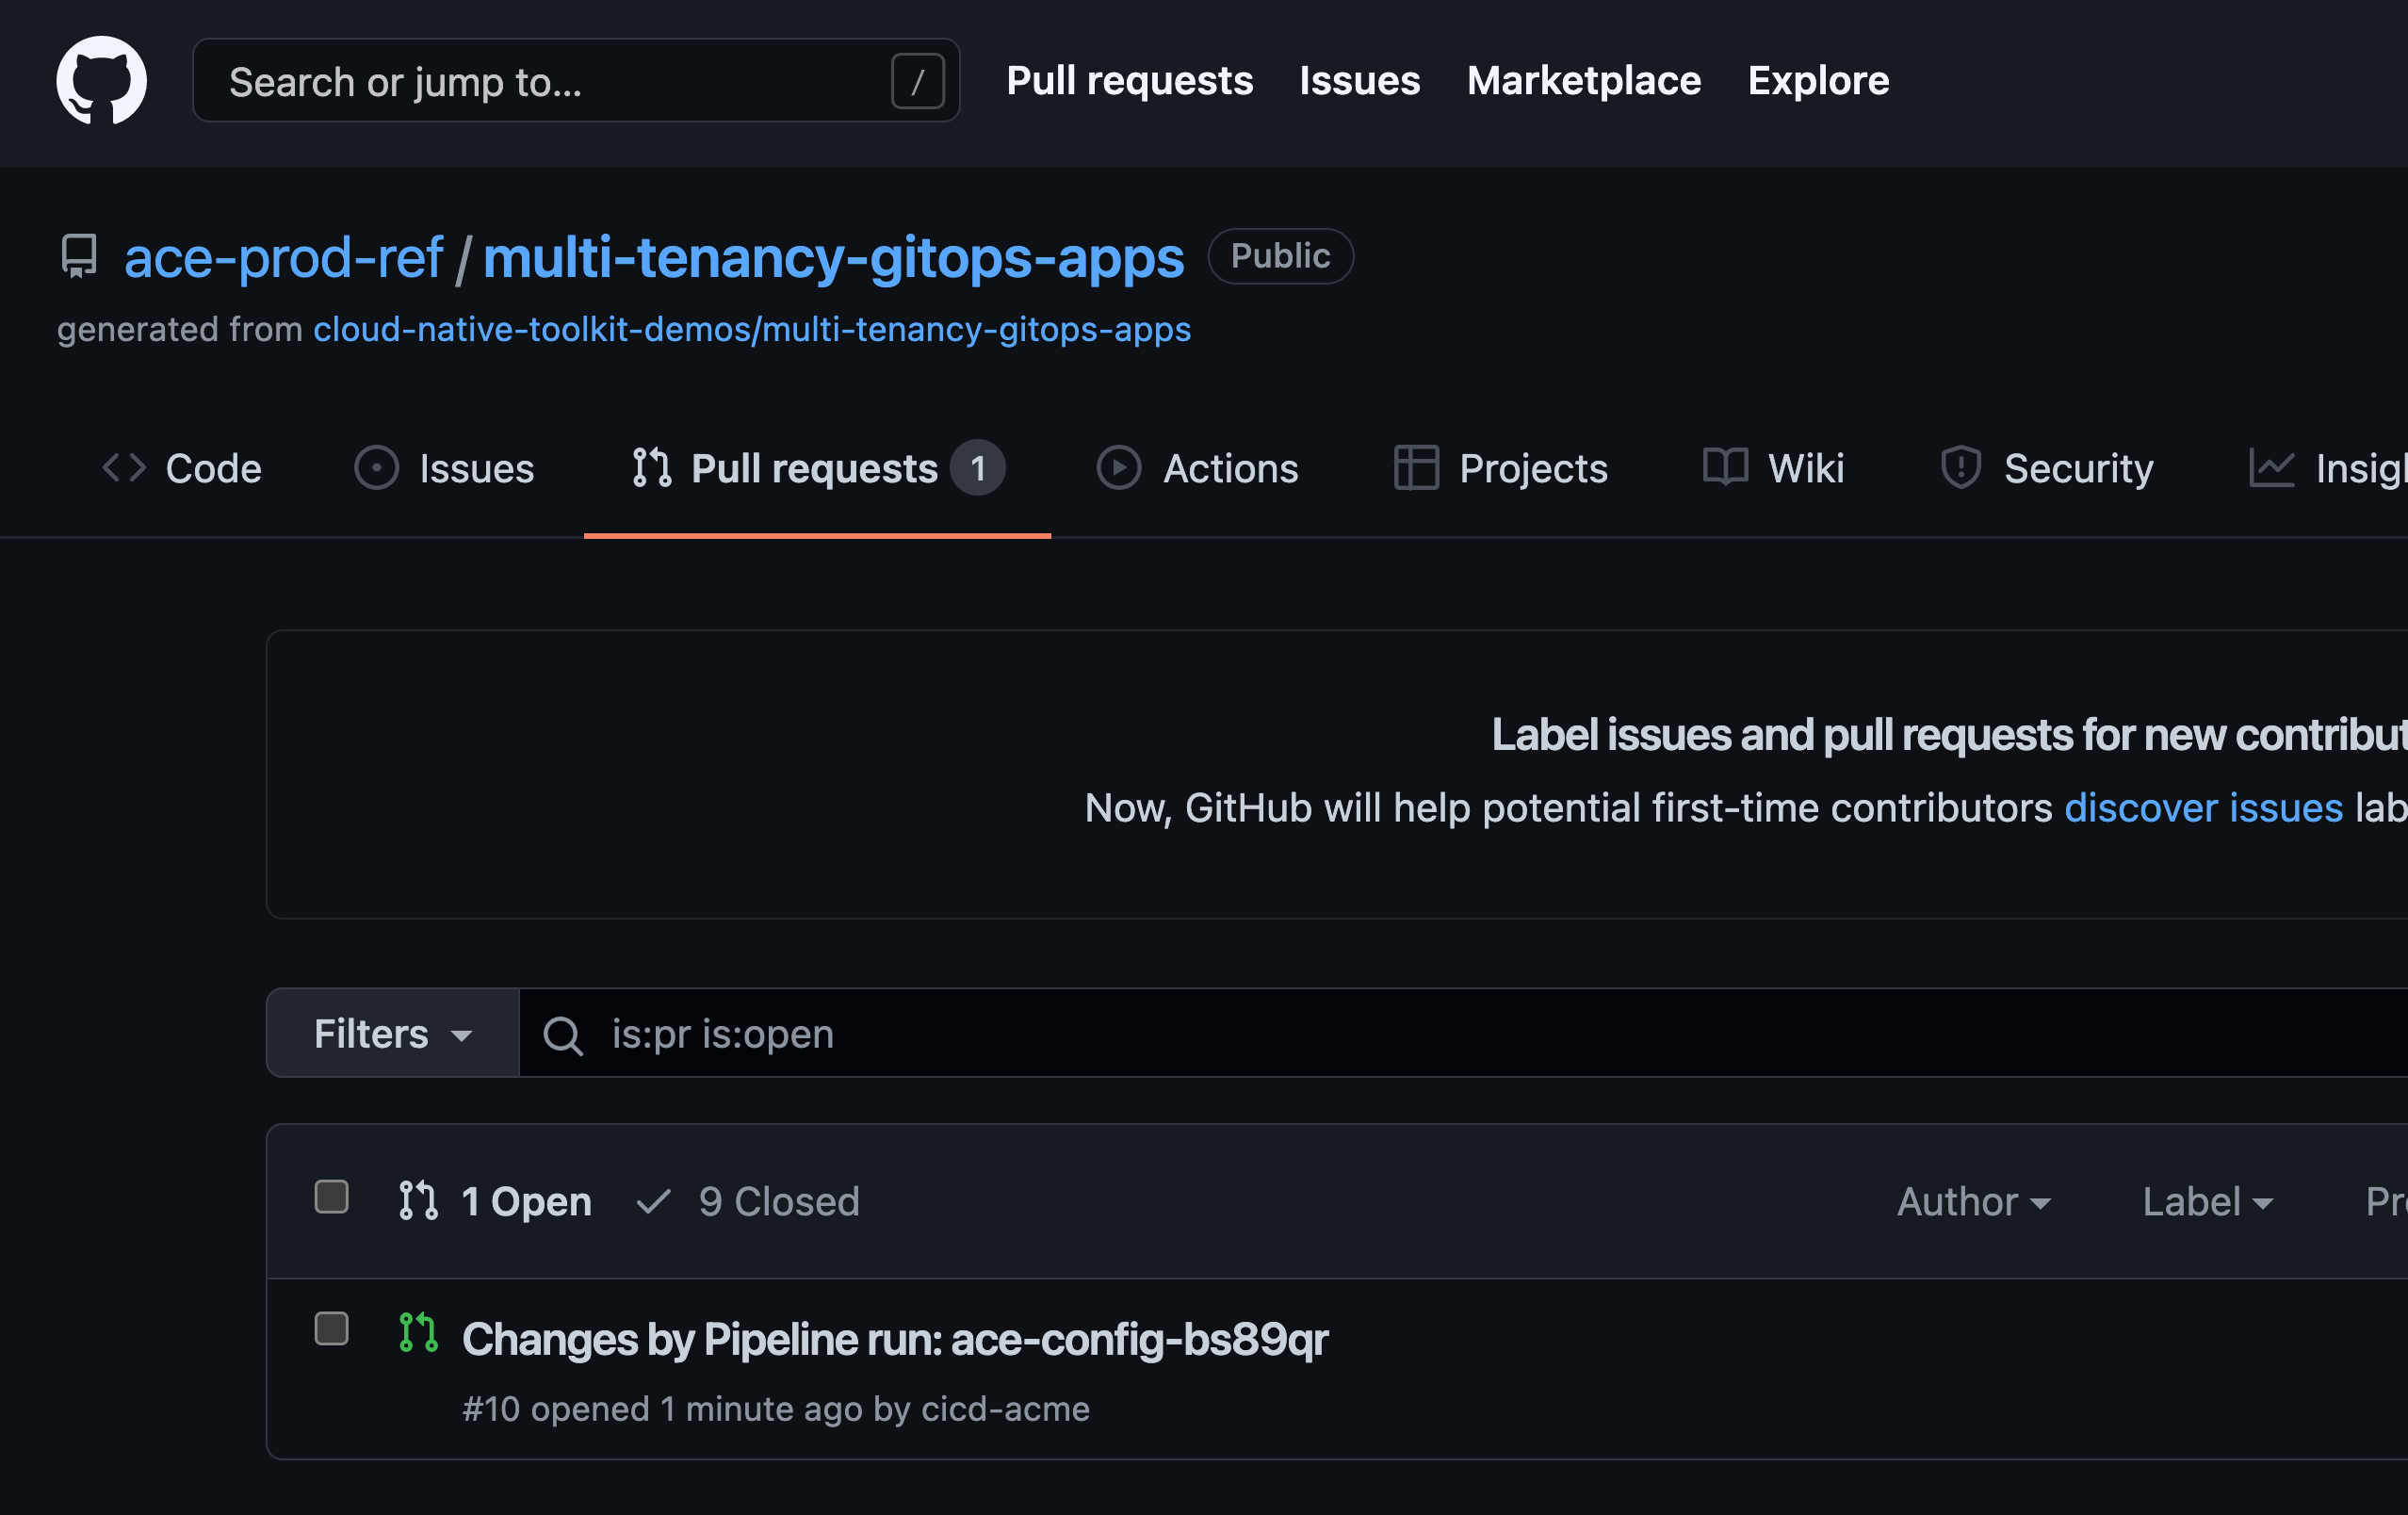 Search or jump to... / Pull requests Issues Marketplace Explore
ace-prod-ref / multi-tenancy-gitops-apps Public
generated from cloud-native-toolkit-demos/multi-tenancy-gitops-apps
Code Issues Pull requests 1 Actions Projects Wiki Security Insigh
Label issues and pull requests for new contribut
Now, GitHub will help potential first-time contributors discover issues lab
Filters is:pr is:open
1 Open 9 Closed Author Label Pr
Changes by Pipeline run: ace-config-bs89qr
#10 opened 1 minute ago by cicd-acme